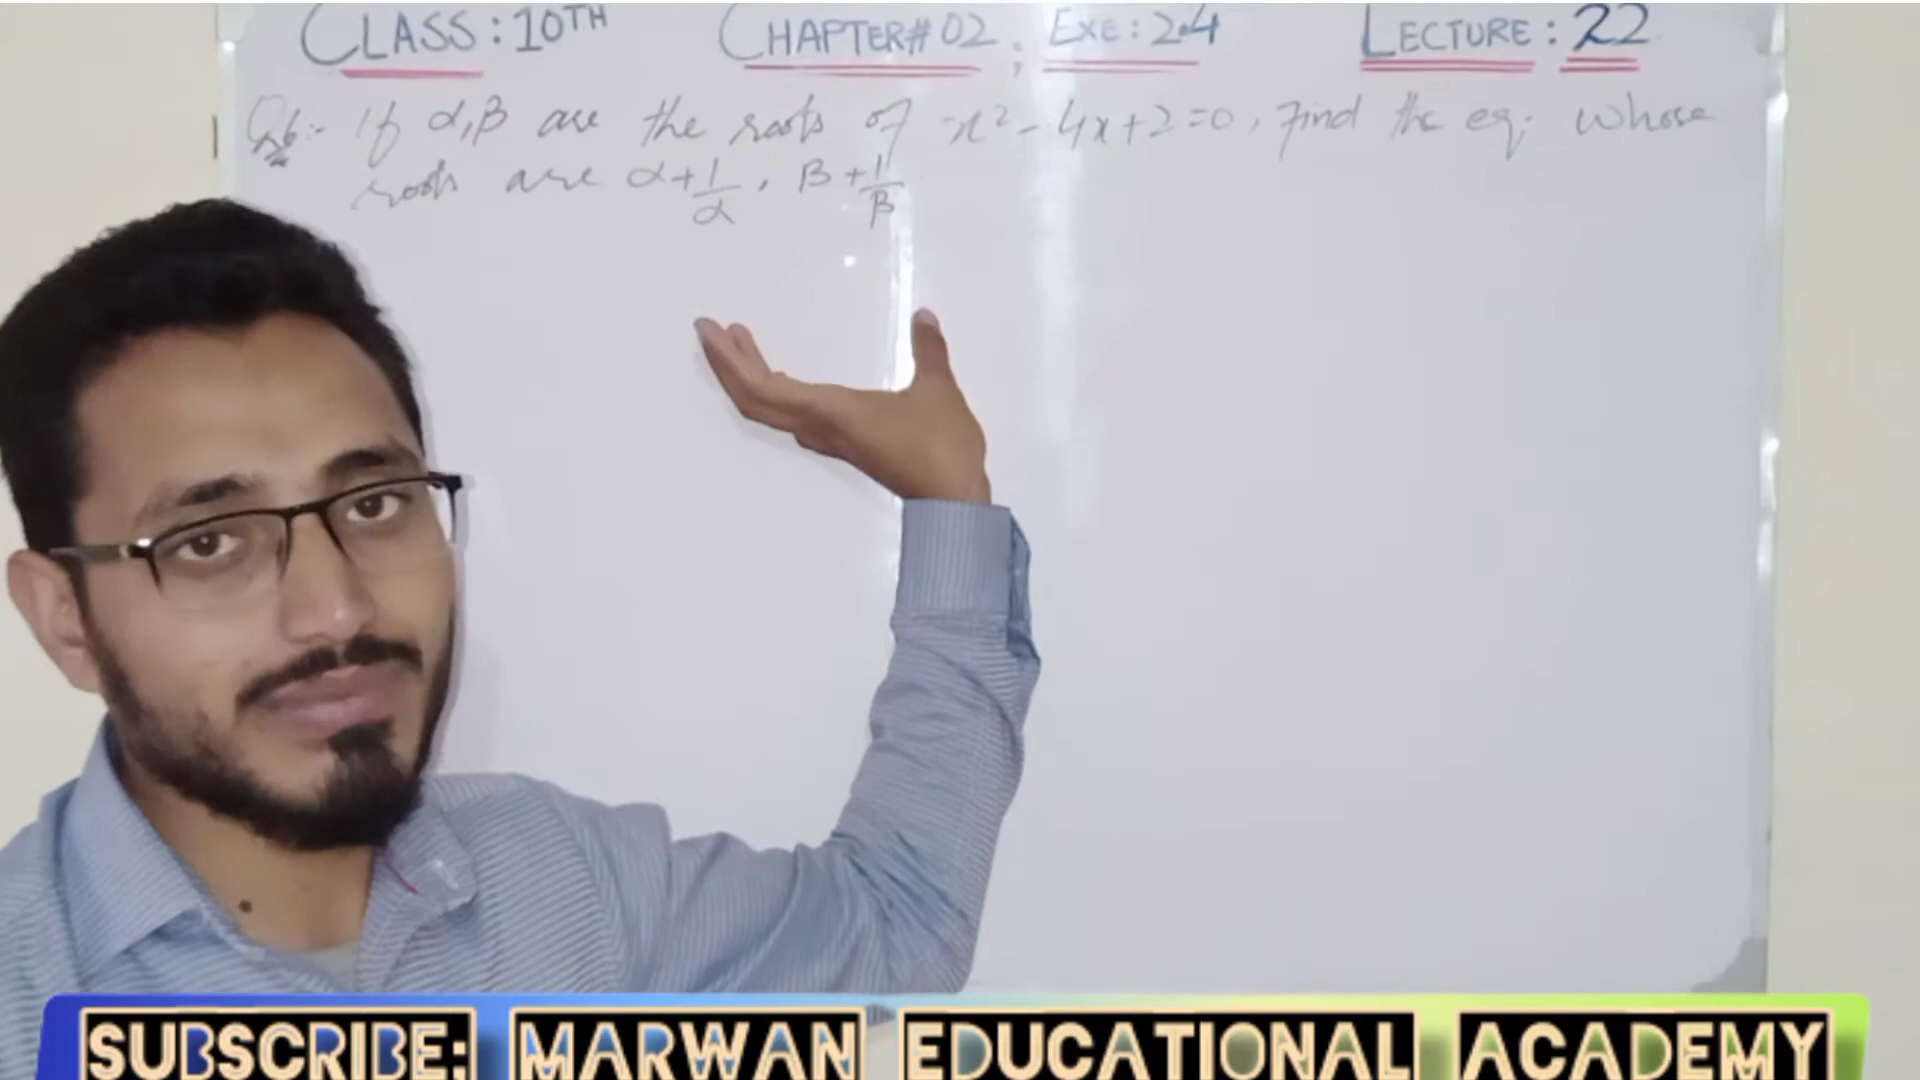 CLASS: 10TH CHAPTER# 02 ; EXE: 2.4 LECTURE: 22
Q6:- If α,β are the roots of x² - 4x + 2 = 0, Find the eq: whose
roots are α + 1/α , β + 1/β
SUBSCRIBE: MARWAN EDUCATIONAL ACADEMY